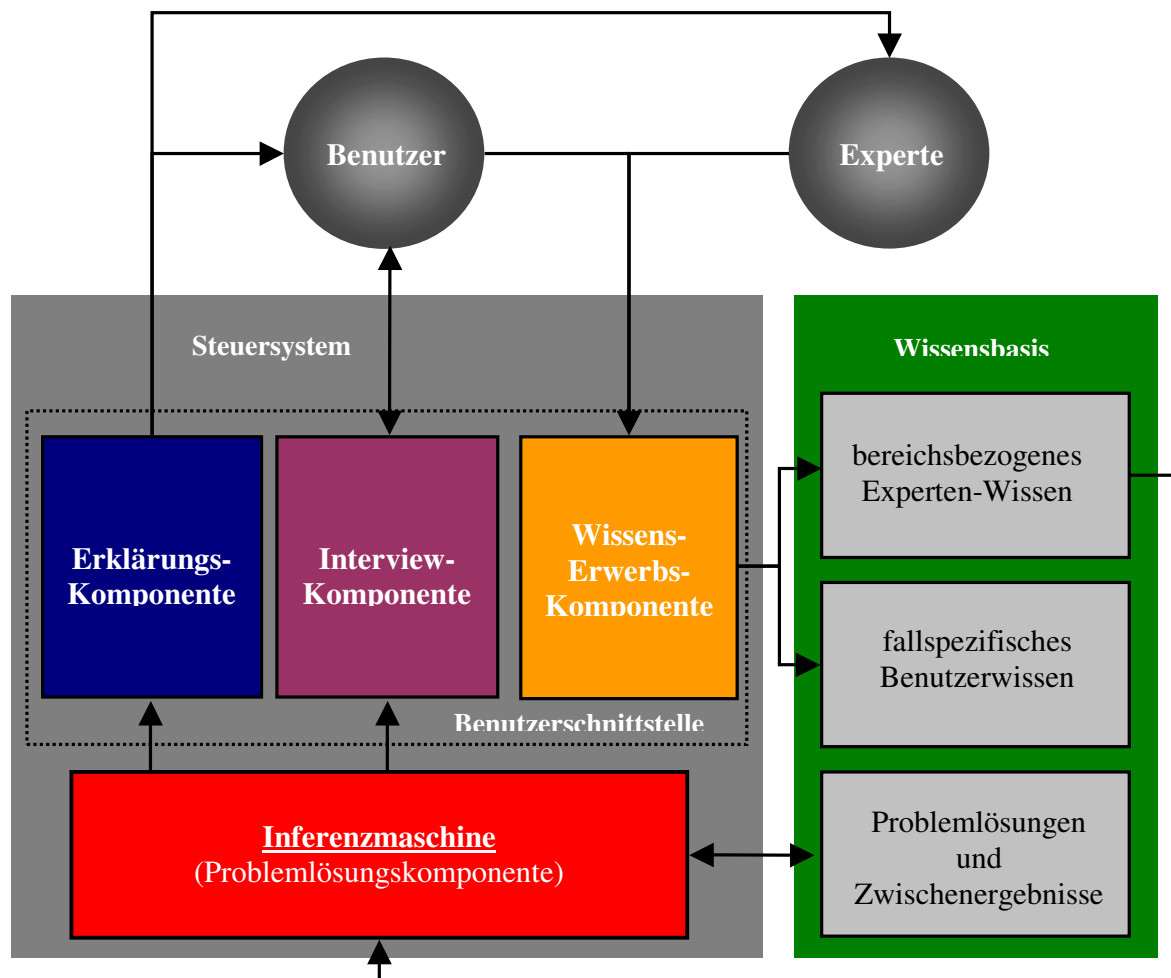 Benutzer
Experte
Steuersystem
Wissensbasis
Erklärungs-
Komponente
Interview-
Komponente
Wissens-
Erwerbs-
Komponente
Benutzerschnittstelle
bereichsbezogenes
Experten-Wissen
fallspezifisches
Benutzerwissen
Inferenzmaschine
(Problemlösungskomponente)
Problemlösungen
und
Zwischenergebnisse